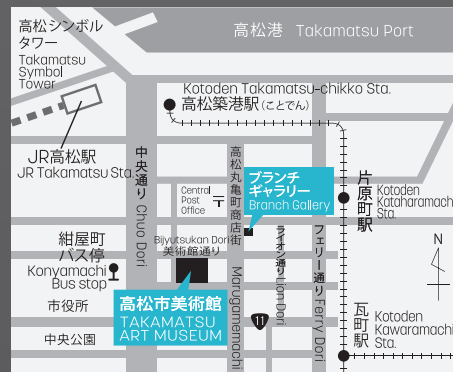 高松シンボル
タワー
Takamatsu
Symbol
Tower
高松港 Takamatsu Port
Kotoden Takamatsu-chikko Sta.
高松築港駅(ことでん)
JR高松駅
JR Takamatsu Sta.
中央通り Chuo Dori
高松丸亀町商店街
Marugamemachi
ブランチ
ギャラリー
Branch Gallery
Central
Post
Office
〒
片原町駅
Kotoden
Kataharamachi
Sta.
紺屋町
バス停
Konyamachi
Bus stop
Bijyutsukan Dori
美術館通り
ライオン通り Lion Dori
フェリー通り Ferry Dori
N
市役所
高松市美術館
TAKAMATSU
ART MUSEUM
11
瓦町駅
Kotoden
Kawaramachi
Sta.
中央公園